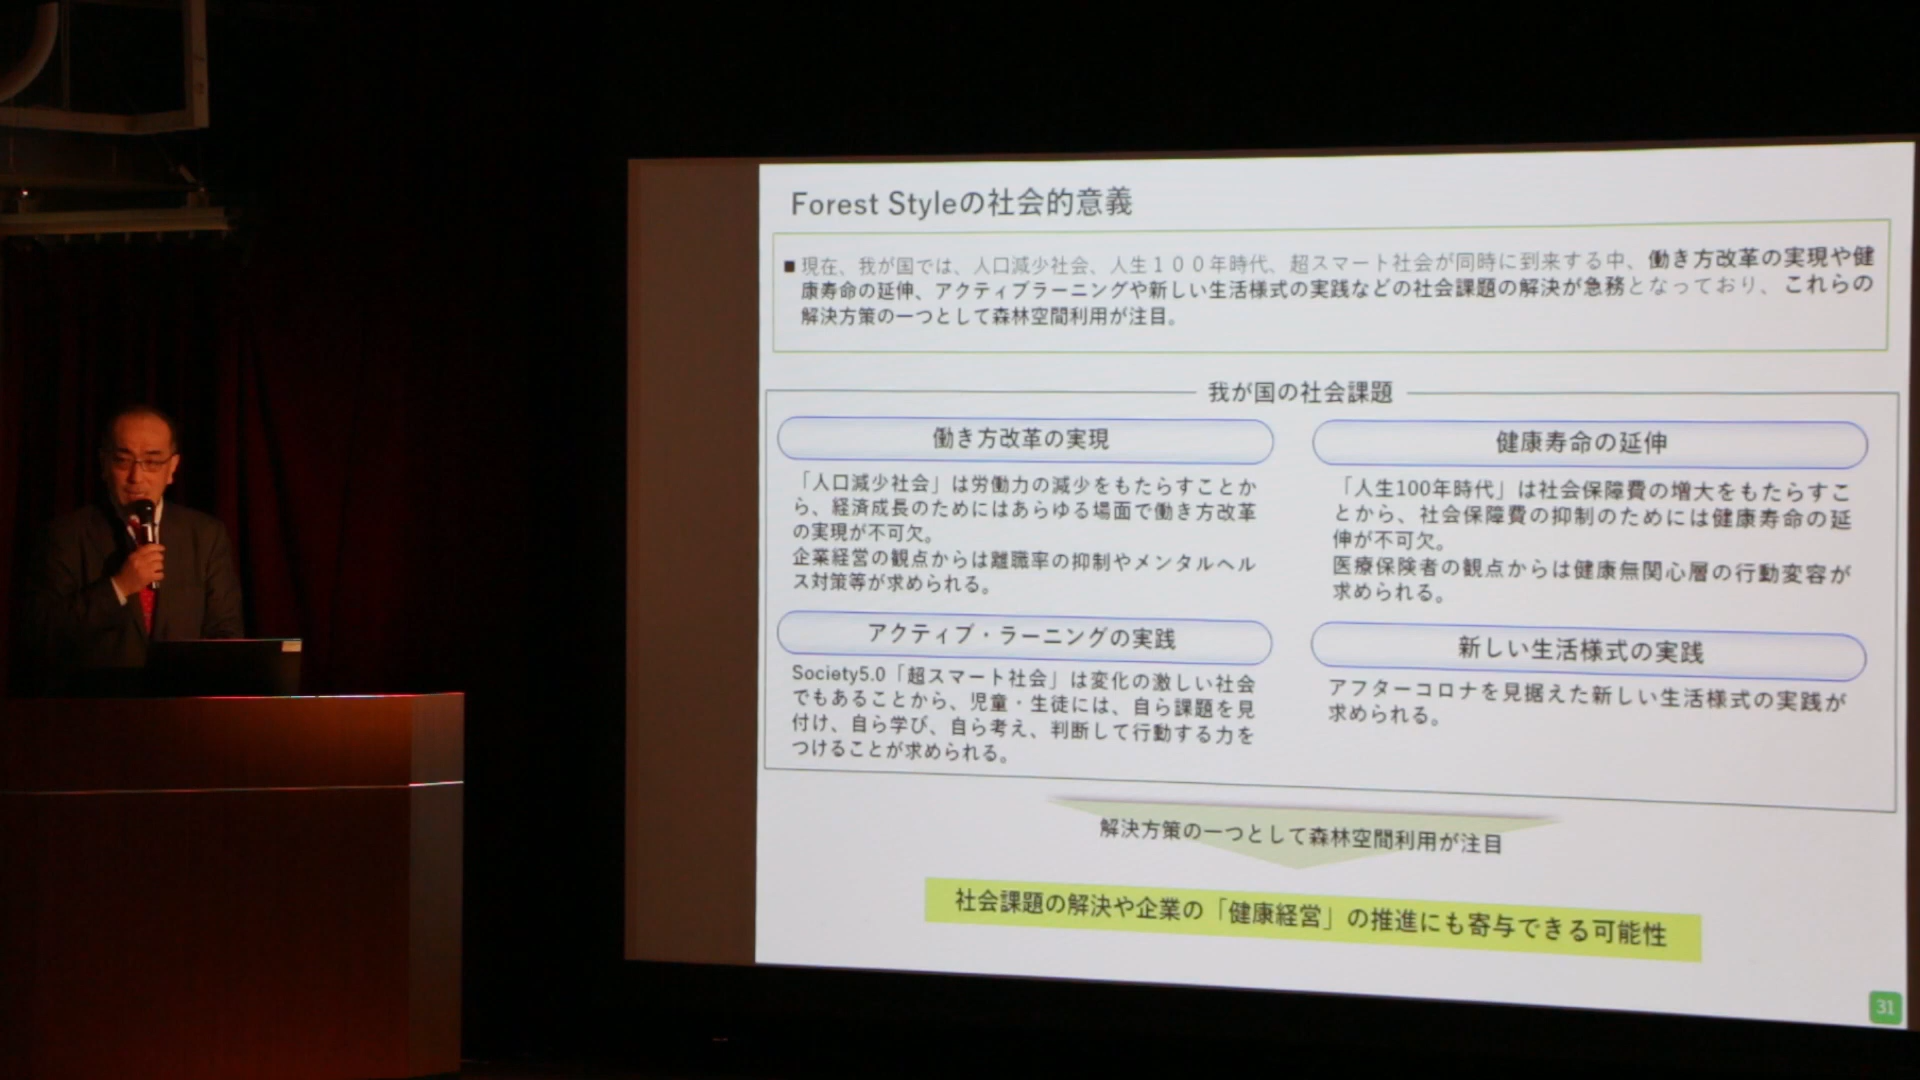 Forest Styleの社会的意義
■ 現在、我が国では、人口減少社会、人生１００年時代、超スマート社会が同時に到来する中、働き方改革の実現や健
康寿命の延伸、アクティブラーニングや新しい生活様式の実践などの社会課題の解決が急務となっており、これらの
解決方策の一つとして森林空間利用が注目。
我が国の社会課題
働き方改革の実現
「人口減少社会」は労働力の減少をもたらすことか
ら、経済成長のためにはあらゆる場面で働き方改革
の実現が不可欠。
企業経営の観点からは離職率の抑制やメンタルヘル
ス対策等が求められる。
健康寿命の延伸
「人生100年時代」は社会保障費の増大をもたらすこ
とから、社会保障費の抑制のためには健康寿命の延
伸が不可欠。
医療保険者の観点からは健康無関心層の行動変容が
求められる。
アクティブ・ラーニングの実践
Society5.0「超スマート社会」は変化の激しい社会
でもあることから、児童・生徒には、自ら課題を見
付け、自ら学び、自ら考え、判断して行動する力を
つけることが求められる。
新しい生活様式の実践
アフターコロナを見据えた新しい生活様式の実践が
求められる。
解決方策の一つとして森林空間利用が注目
社会課題の解決や企業の「健康経営」の推進にも寄与できる可能性
31